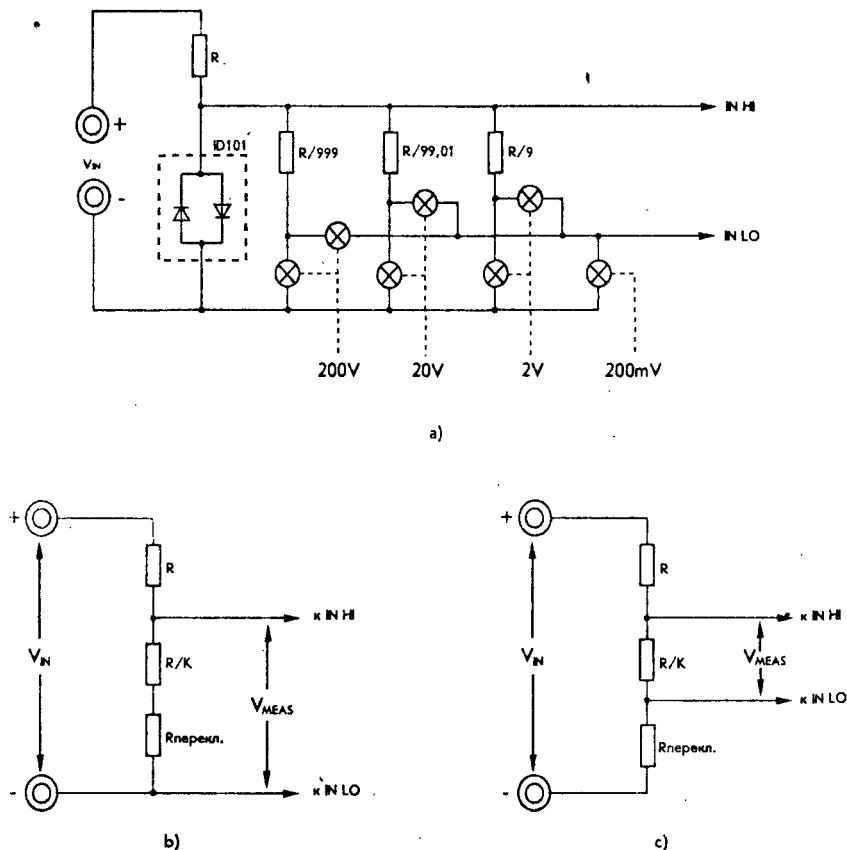 R
IN HI
ID101
+
V_IN
-
R/999
R/99,01
R/9
IN LO
200V
20V
2V
200mV
a)
+
R
к IN HI
V_IN
R/K
V_MEAS
Rперекл.
-
к IN LO
b)
+
R
к IN HI
V_IN
R/K
V_MEAS
к IN LO
Rперекл.
-
c)